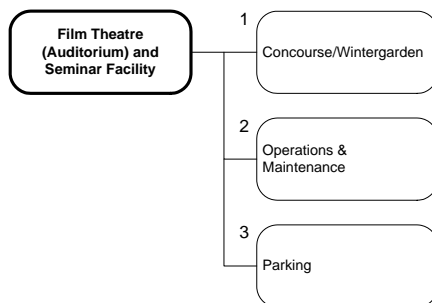 Film Theatre
(Auditorium) and
Seminar Facility
1
Concourse/Wintergarden
2
Operations &
Maintenance
3
Parking